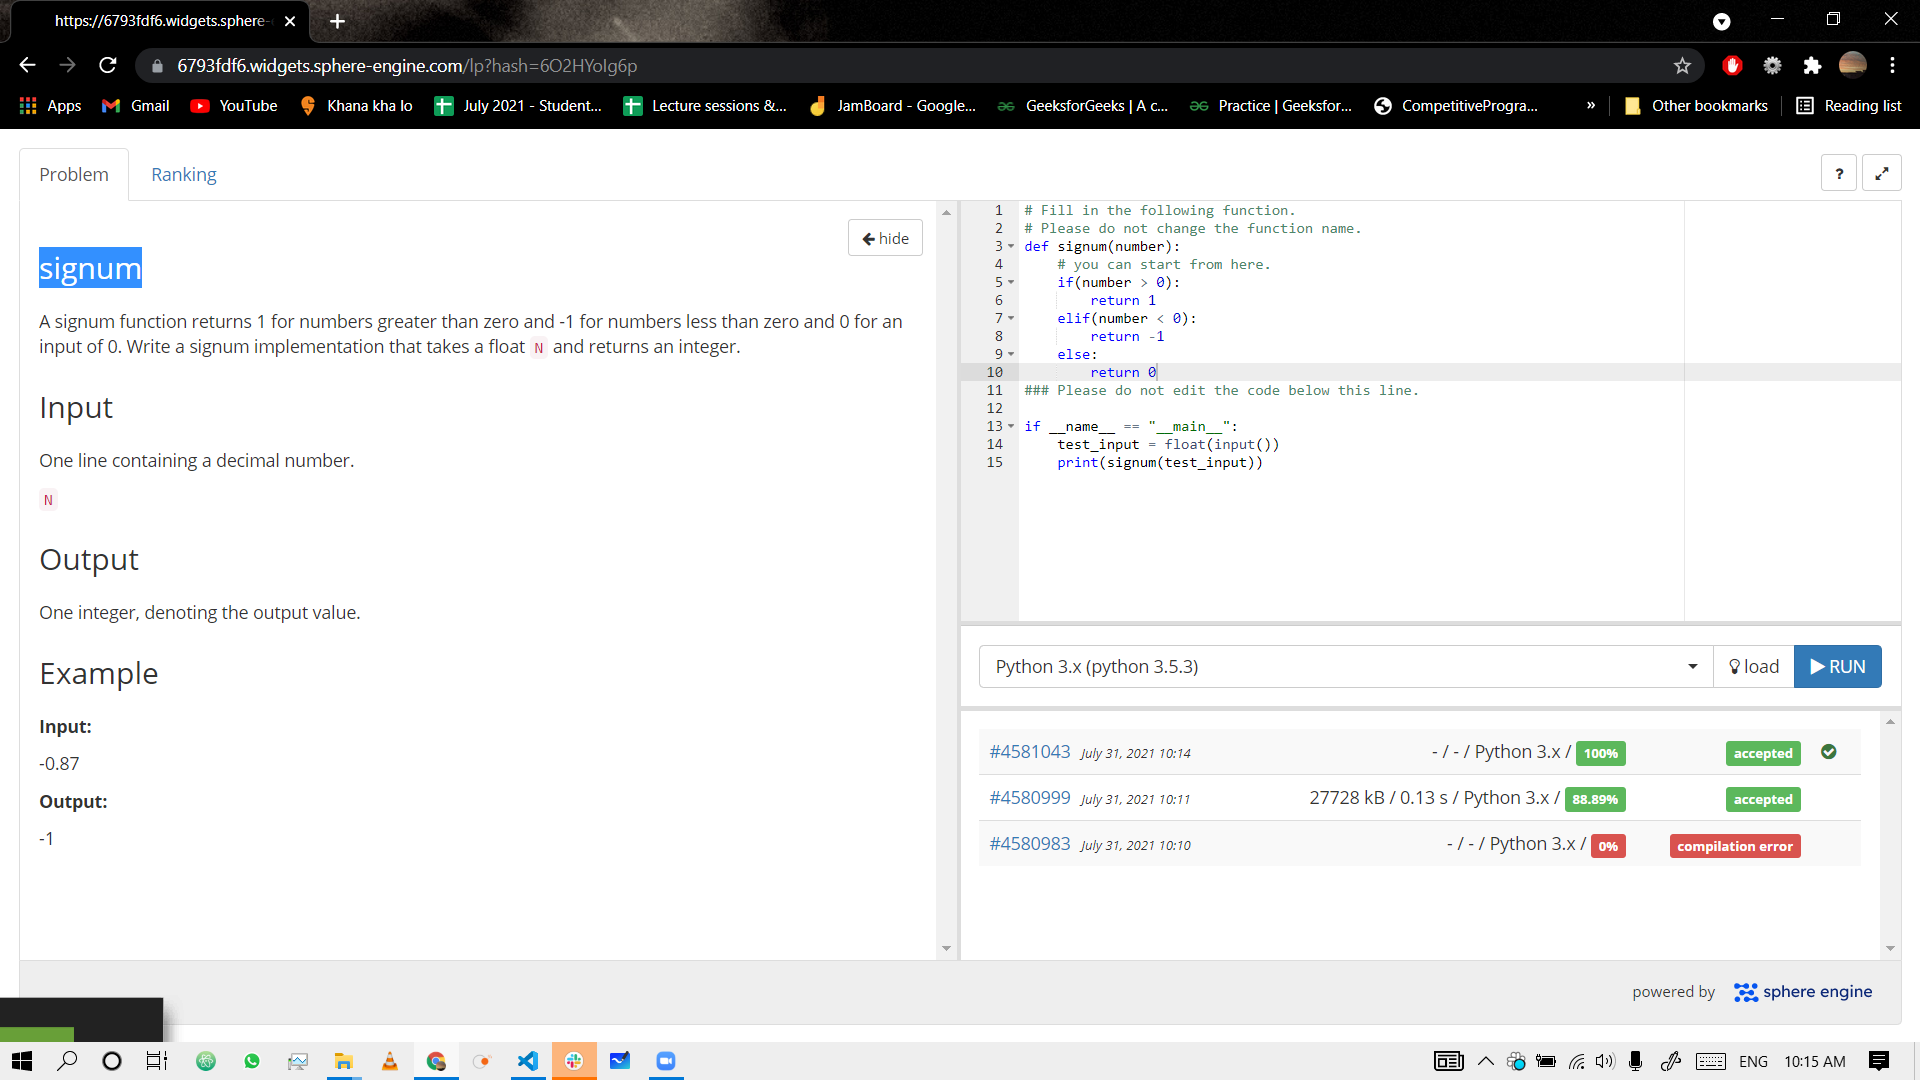 https://6793fdf6.widgets.sphere-
6793fdf6.widgets.sphere-engine.com/lp?hash=6O2HYolg6p
Apps Gmail YouTube Khana kha lo July 2021 - Student... Lecture sessions &... JamBoard - Google... GeeksforGeeks | A c... Practice | Geeksfor... CompetitivePrograa... » Other bookmarks Reading list
Problem Ranking ?
hide
signum
A signum function returns 1 for numbers greater than zero and -1 for numbers less than zero and 0 for an
input of 0. Write a signum implementation that takes a float N and returns an integer.
Input
One line containing a decimal number.
N
Output
One integer, denoting the output value.
Example
Input:
-0.87
Output:
-1
1 # Fill in the following function.
2 # Please do not change the function name.
3 def signum(number):
4 # you can start from here.
5 if(number > 0):
6 return 1
7 elif(number < 0):
8 return -1
9 else:
10 return 0
11 ### Please do not edit the code below this line.
12
13 if __name__ == "__main__":
14 test_input = float(input())
15 print(signum(test_input))
Python 3.x (python 3.5.3) load RUN
#4581043 July 31, 2021 10:14 - / - / Python 3.x / 100% accepted
#4580999 July 31, 2021 10:11 27728 kB / 0.13 s / Python 3.x / 88.89% accepted
#4580983 July 31, 2021 10:10 - / - / Python 3.x / 0% compilation error
powered by sphere engine
ENG 10:15 AM